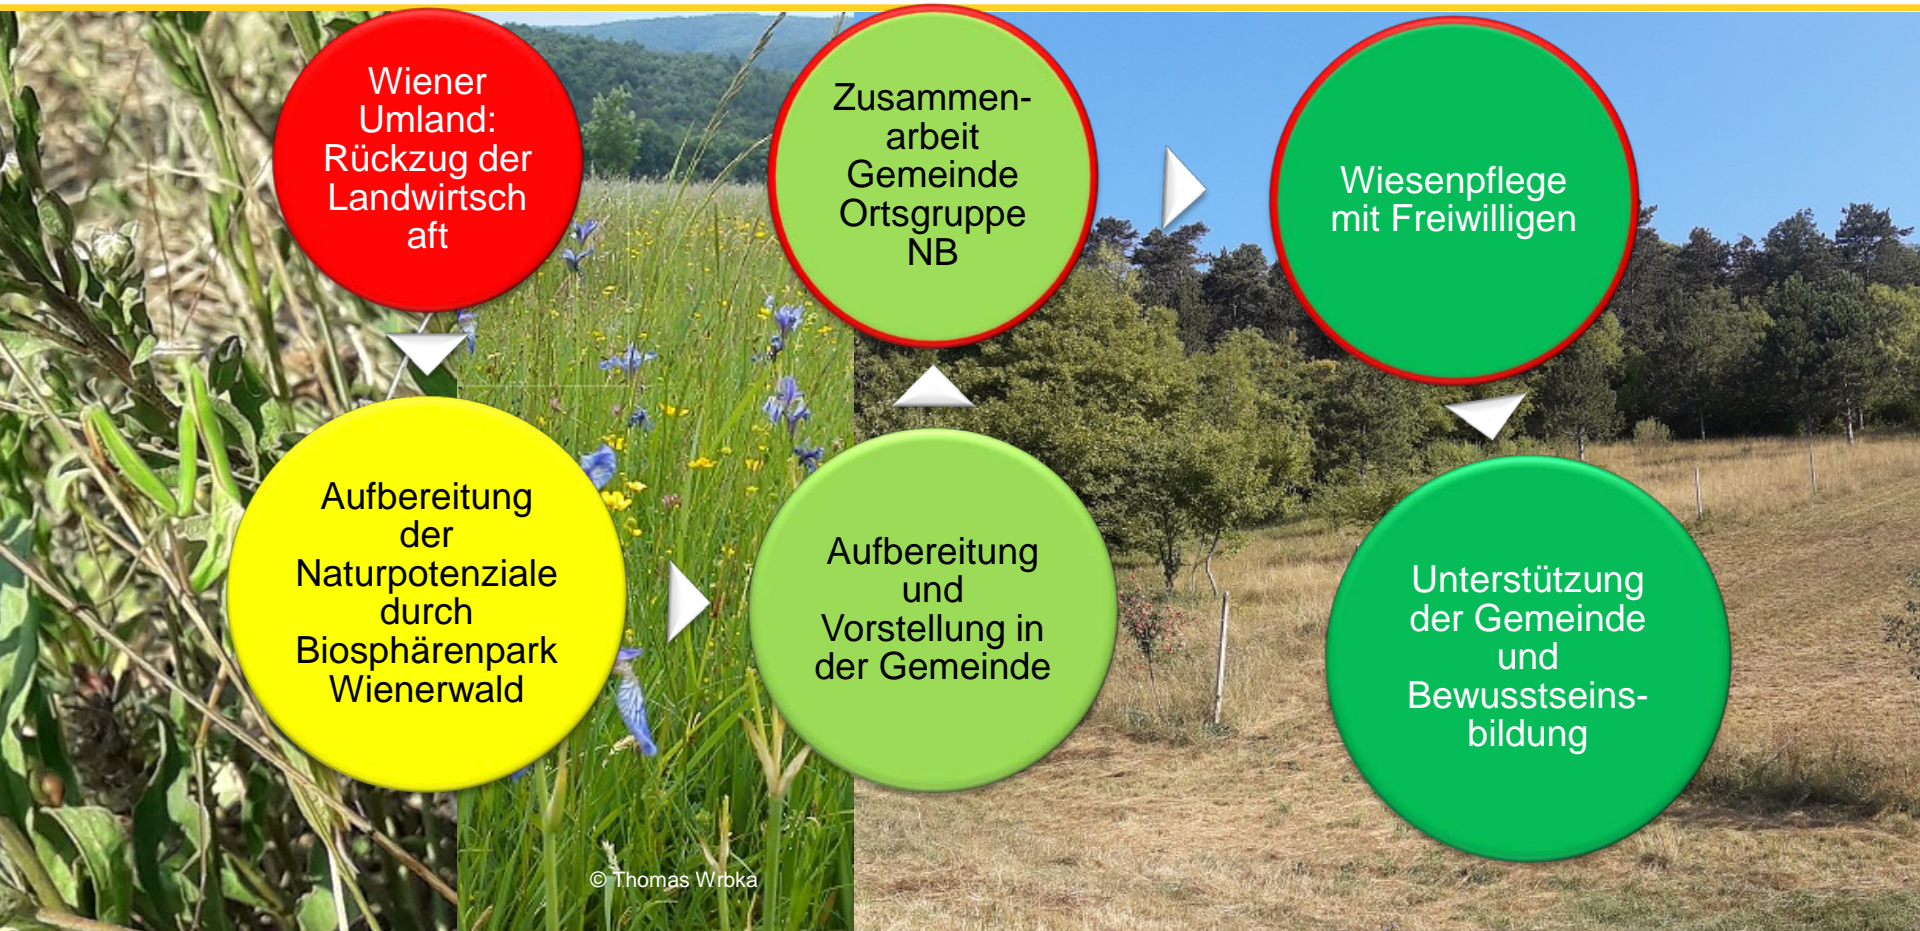 Wiener
Umland:
Rückzug der
Landwirtsch
aft
Aufbereitung
der
Naturpotenziale
durch
Biosphärenpark
Wienerwald
Aufbereitung
und
Vorstellung in
der Gemeinde
Zusammen-
arbeit
Gemeinde
Ortsgruppe
NB
Wiesenpflege
mit Freiwilligen
Unterstützung
der Gemeinde
und
Bewusstseins-
bildung
© Thomas Wrbka